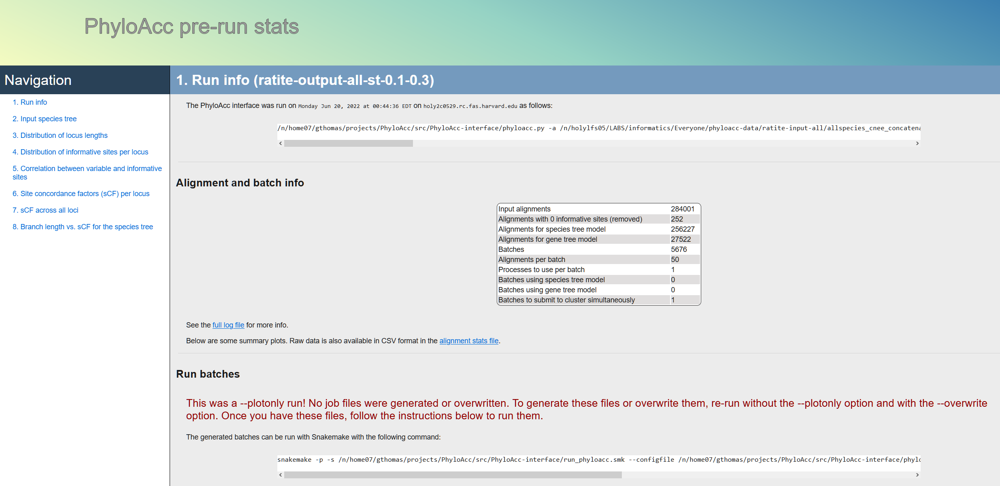 PhyloAcc pre-run stats
Navigation
1. Run info
2. Input species tree
3. Distribution of locus lengths
4. Distribution of informative sites per locus
5. Correlation between variable and informative
sites
6. Site concordance factors (sCF) per locus
7. sCF across all loci
8. Branch length vs. sCF for the species tree
1. Run info (ratite-output-all-st-0.1-0.3)
The PhyloAcc interface was run on Monday Jun 20, 2022 at 00:44:36 EDT on holy2c0529.rc.fas.harvard.edu as follows:
/n/home07/gthomas/projects/PhyloAcc/src/PhyloAcc-interface/phyloacc.py -a /n/holylfs05/LABS/informatics/Everyone/phyloacc-data/ratite-input-all/allspecies_cnee_concatena
Alignment and batch info
Input alignments 284001
Alignments with 0 informative sites (removed) 252
Alignments for species tree model 256227
Alignments for gene tree model 27522
Batches 5676
Alignments per batch 50
Processes to use per batch 1
Batches using species tree model 0
Batches using gene tree model 0
Batches to submit to cluster simultaneously 1
See the full log file for more info.
Below are some summary plots. Raw data is also available in CSV format in the alignment stats file.
Run batches
This was a --plotonly run! No job files were generated or overwritten. To generate these files or overwrite them, re-run without the --plotonly option and with the --overwrite
option. Once you have these files, follow the instructions below to run them.
The generated batches can be run with Snakemake with the following command:
snakemake -p -s /n/home07/gthomas/projects/PhyloAcc/src/PhyloAcc-interface/run_phyloacc.smk --configfile /n/home07/gthomas/projects/PhyloAcc/src/PhyloAcc-interface/phylo